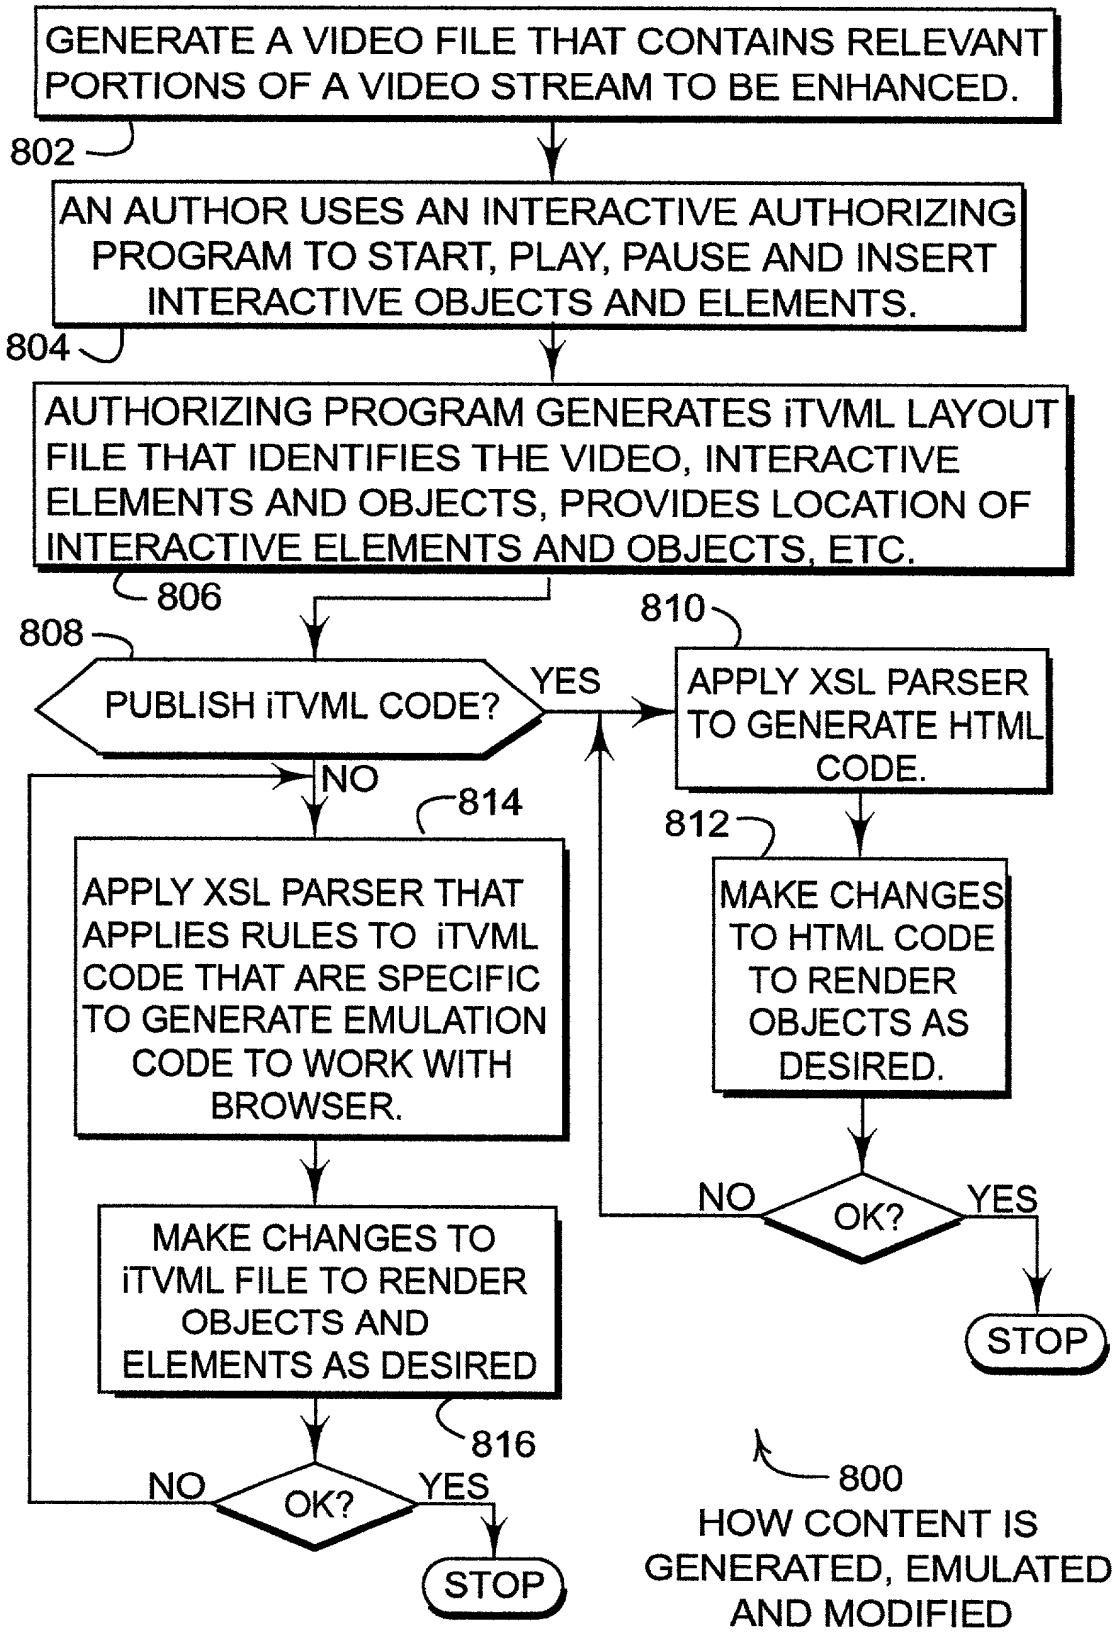 GENERATE A VIDEO FILE THAT CONTAINS RELEVANT
PORTIONS OF A VIDEO STREAM TO BE ENHANCED.
802
AN AUTHOR USES AN INTERACTIVE AUTHORIZING
PROGRAM TO START, PLAY, PAUSE AND INSERT
INTERACTIVE OBJECTS AND ELEMENTS.
804
AUTHORIZING PROGRAM GENERATES iTVML LAYOUT
FILE THAT IDENTIFIES THE VIDEO, INTERACTIVE
ELEMENTS AND OBJECTS, PROVIDES LOCATION OF
INTERACTIVE ELEMENTS AND OBJECTS, ETC.
806
808
PUBLISH iTVML CODE?
YES
NO
810
APPLY XSL PARSER
TO GENERATE HTML
CODE.
812
MAKE CHANGES
TO HTML CODE
TO RENDER
OBJECTS AS
DESIRED.
OK?
NO
YES
STOP
814
APPLY XSL PARSER THAT
APPLIES RULES TO iTVML
CODE THAT ARE SPECIFIC
TO GENERATE EMULATION
CODE TO WORK WITH
BROWSER.
MAKE CHANGES TO
iTVML FILE TO RENDER
OBJECTS AND
ELEMENTS AS DESIRED
816
OK?
NO
YES
STOP
800
HOW CONTENT IS
GENERATED, EMULATED
AND MODIFIED